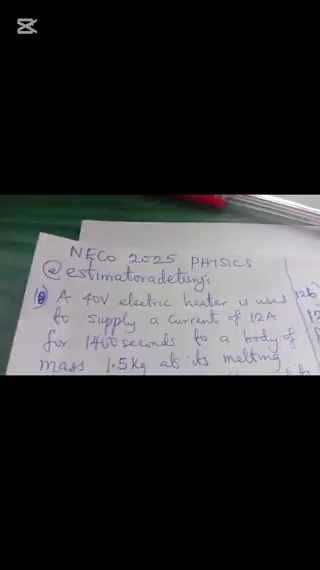 NECO 2025 PHYSICS
@estimatoradetunji
A 40V electric heater is used
to supply a current of 12A
for 1400 seconds to a body of
mass 1.5kg at its melting
12b